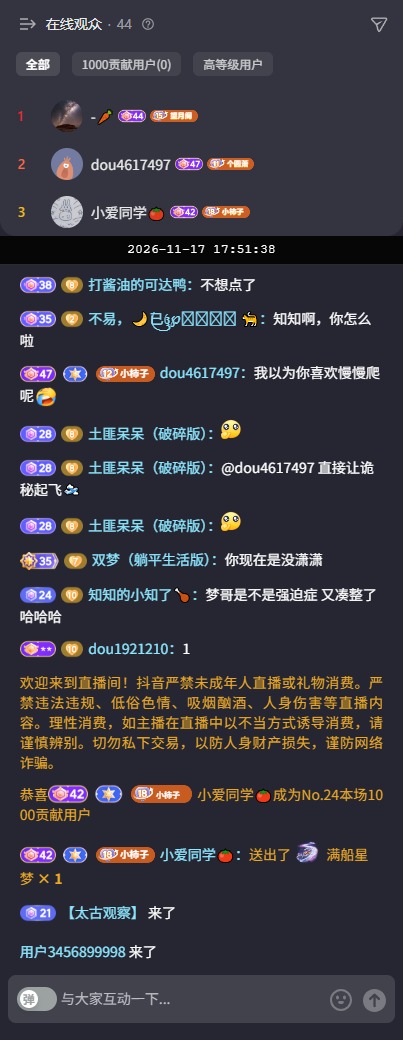 在线观众 · 44
全部 1000贡献用户(0) 高等级用户
1 - 44 15
2 dou4617497 47 11 个圆滴
3 小爱同学 42 18 小柿子
2026-11-17 17:51:38
38 打酱油的可达鸭：不想点了
35 不易，：知知啊，你怎么
啦
47 12 小柿子 dou4617497：我以为你喜欢慢慢爬
呢
28 土匪呆呆（破碎版）：
28 土匪呆呆（破碎版）：@dou4617497 直接让诡
秘起飞
28 土匪呆呆（破碎版）：
35 7 双梦（躺平生活版）：你现在是没潇潇
24 10 知知的小知了：梦哥是不是强迫症 又凑整了
哈哈哈
** 10 dou1921210：1
欢迎来到直播间！抖音严禁未成年人直播或礼物消费。严
禁违法违规、低俗色情、吸烟酗酒、人身伤害等直播内
容。理性消费，如主播在直播中以不当方式诱导消费，请
谨慎辨别。切勿私下交易，以防人身财产损失，谨防网络
诈骗。
恭喜 42 18 小柿子 小爱同学成为No.24本场10
00贡献用户
42 18 小柿子 小爱同学：送出了 满船星
梦 × 1
21 【太古观察】 来了
用户3456899998 来了
弹 与大家互动一下...